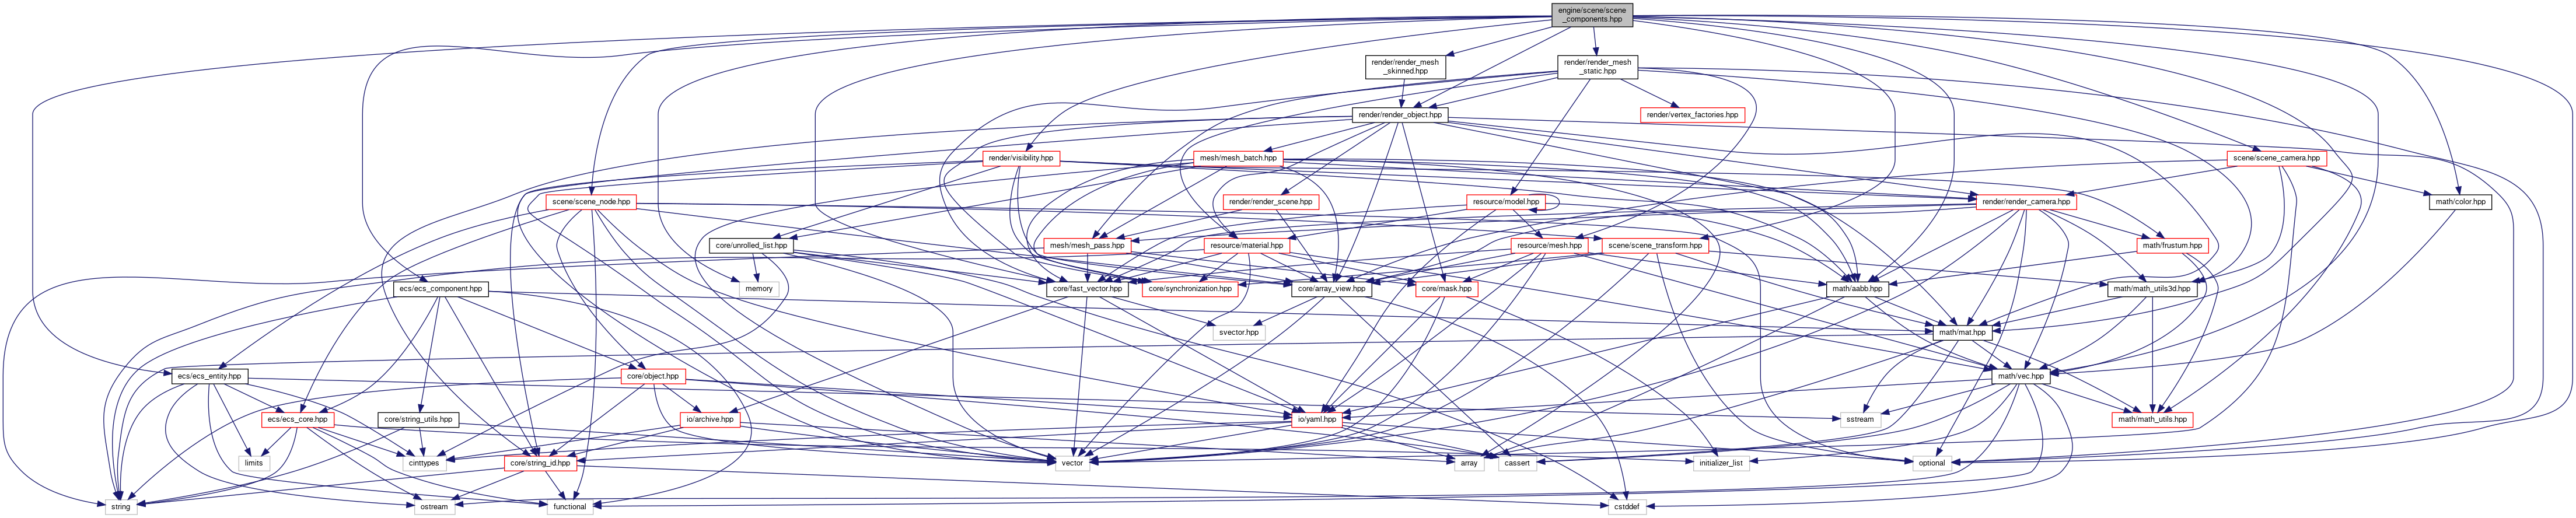 engine/scene/scene
_components.hpp
render/render_mesh
_skinned.hpp
render/render_mesh
_static.hpp
render/render_object.hpp
render/vertex_factories.hpp
render/visibility.hpp
mesh/mesh_batch.hpp
scene/scene_camera.hpp
scene/scene_node.hpp
render/render_scene.hpp
resource/model.hpp
render/render_camera.hpp
math/color.hpp
core/unrolled_list.hpp
mesh/mesh_pass.hpp
resource/material.hpp
resource/mesh.hpp
scene/scene_transform.hpp
math/frustum.hpp
ecs/ecs_component.hpp
memory
core/fast_vector.hpp
core/synchronization.hpp
core/array_view.hpp
core/mask.hpp
math/aabb.hpp
math/math_utils3d.hpp
svector.hpp
math/mat.hpp
ecs/ecs_entity.hpp
core/object.hpp
math/vec.hpp
ecs/ecs_core.hpp
core/string_utils.hpp
io/archive.hpp
io/yaml.hpp
sstream
math/math_utils.hpp
limits
cinttypes
core/string_id.hpp
vector
array
cassert
initializer_list
optional
string
ostream
functional
cstddef